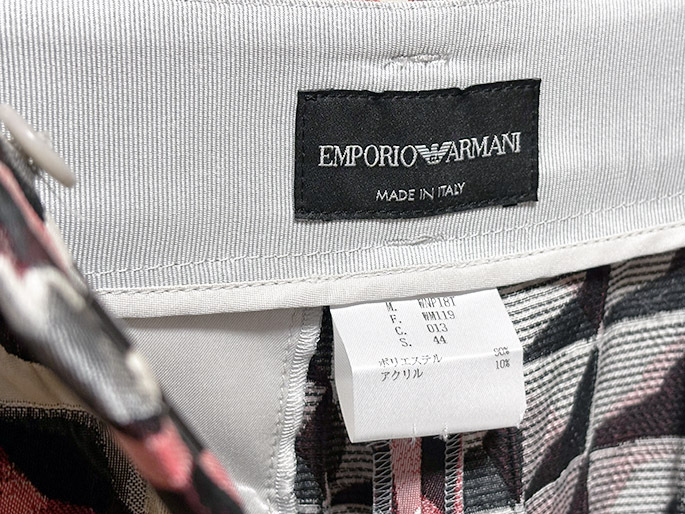 EMPORIO ARMANI
MADE IN ITALY
M. WNP18T
F. WM119
C. 013
S. 44
ポリエステル 90%
アクリル 10%